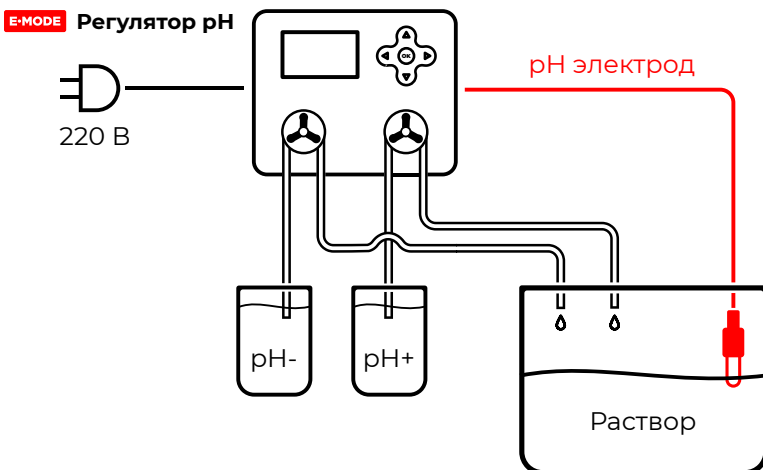 E-MODE Регулятор pH
OK
pH электрод
220 В
pH-
pH+
Раствор